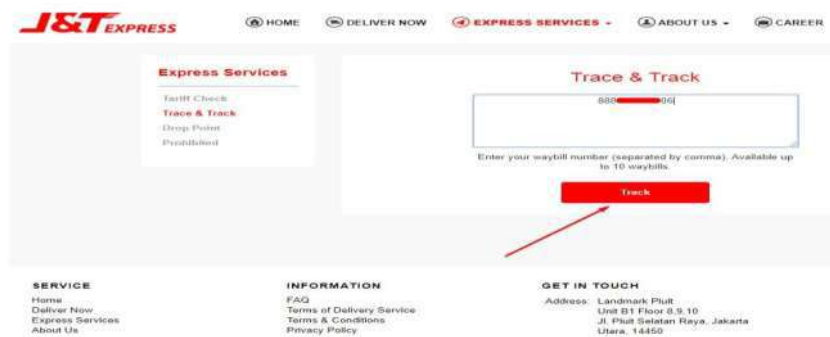 J&T EXPRESS
HOME
DELIVER NOW
EXPRESS SERVICES
ABOUT US
CAREER
Express Services
Tariff Check
Trace & Track
Drop Point
Prohibited
Trace & Track
888 06
Enter your waybill number (separated by comma). Available up
to 10 waybills.
Track
SERVICE
Home
Deliver Now
Express Services
About Us
INFORMATION
FAQ
Terms of Delivery Service
Terms & Conditions
Privacy Policy
GET IN TOUCH
Address: Landmark Pluit
Unit B1 Floor 8,9,10
Jl. Pluit Selatan Raya, Jakarta
Utara, 14450